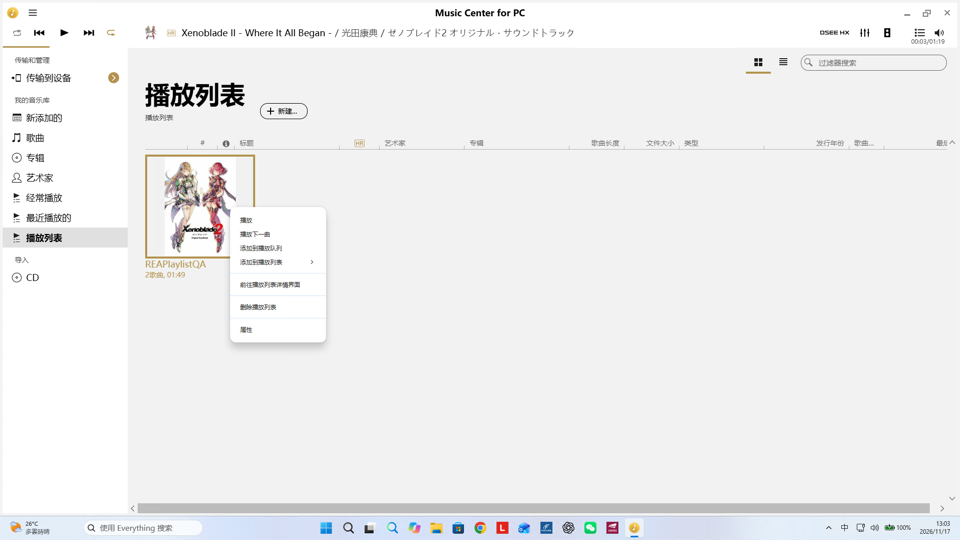 Music Center for PC
HR Xenoblade II - Where It All Began - / 光田康典 / ゼノブレイド2 オリジナル・サウンドトラック
DSEE HX
00:03/01:19
传输和管理
传输到设备
我的音乐库
新添加的
歌曲
专辑
艺术家
经常播放
最近播放的
播放列表
导入
CD
过滤器搜索
播放列表
播放列表
+ 新建...
# 标题 HR 艺术家 专辑 歌曲长度 文件大小 类型 发行年份 歌曲... 最后
Xenoblade 2
Original Soundtrack
REAPlaylistQA
2歌曲, 01:49
播放
播放下一曲
添加到播放队列
添加到播放列表
前往播放列表详情界面
删除播放列表
属性
26°C
多雲時晴
使用 Everything 搜索
L
中
100%
13:03
2026/11/17